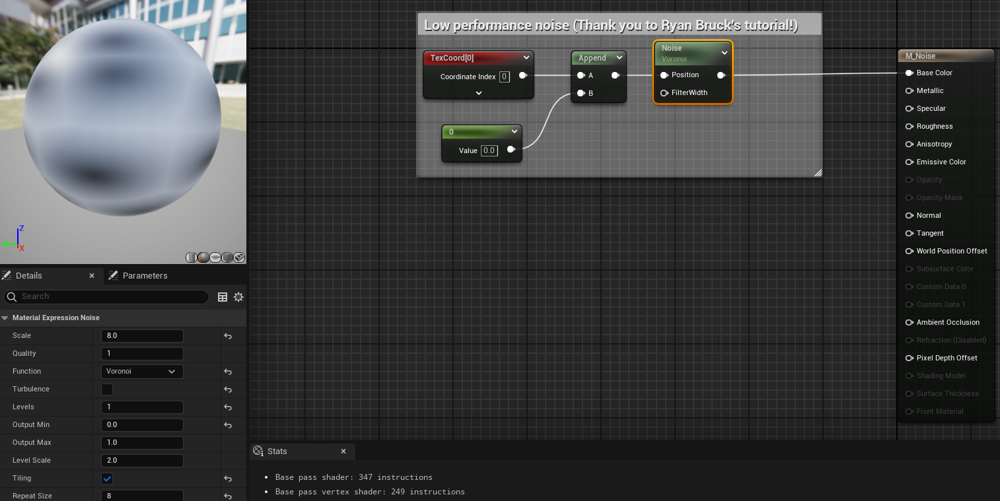 Low performance noise (Thank you to Ryan Bruck's tutorial!)
TexCoord[0]
Coordinate Index 0
Append
A
B
Noise
Voronoi
Position
FilterWidth
0
Value 0.0
M_Noise
Base Color
Metallic
Specular
Roughness
Anisotropy
Emissive Color
Opacity
Opacity Mask
Normal
Tangent
World Position Offset
Subsurface Color
Custom Data 0
Custom Data 1
Ambient Occlusion
Refraction (Disabled)
Pixel Depth Offset
Shading Model
Surface Thickness
Front Material
Z
X
Details
Parameters
Search
Material Expression Noise
Scale 8.0
Quality 1
Function Voronoi
Turbulence
Levels 1
Output Min 0.0
Output Max 1.0
Level Scale 2.0
Tiling
Repeat Size 8
Stats
Base pass shader: 347 instructions
Base pass vertex shader: 249 instructions